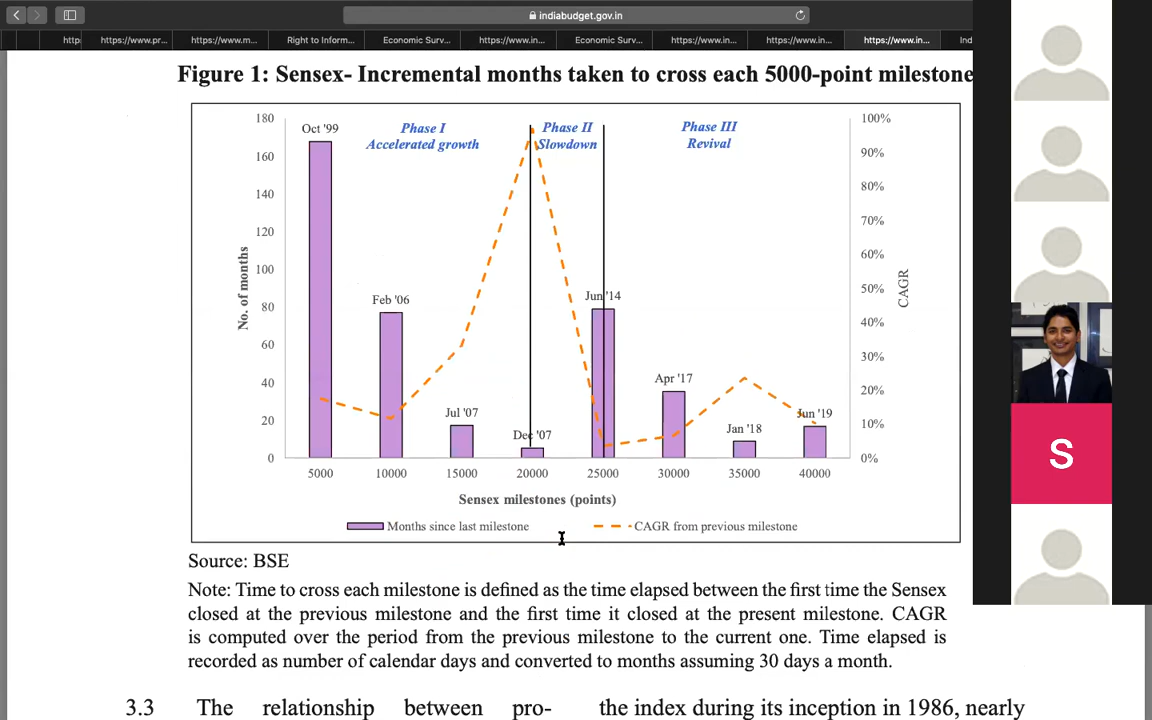 indiabudget.gov.in
http https://www.pr... https://www.m... Right to Inform... Economic Surv... https://www.in... Economic Surv... https://www.in... https://www.in... https://www.in... Ind
Figure 1: Sensex- Incremental months taken to cross each 5000-point milestone
180 Oct '99 Phase I Phase II Phase III 100%
Accelerated growth Slowdown Revival
160 90%
140 80%
120 70%
100 60%
80 50%
60 40%
40 30%
20 20%
0 10%
0%
Feb '06
Jul '07
Dec '07
Jun '14
Apr '17
Jan '18
Jun '19
No. of months
CAGR
5000 10000 15000 20000 25000 30000 35000 40000
Sensex milestones (points)
Months since last milestone CAGR from previous milestone
S
Source: BSE
Note: Time to cross each milestone is defined as the time elapsed between the first time the Sensex
closed at the previous milestone and the first time it closed at the present milestone. CAGR
is computed over the period from the previous milestone to the current one. Time elapsed is
recorded as number of calendar days and converted to months assuming 30 days a month.
3.3 The relationship between pro-
the index during its inception in 1986, nearly